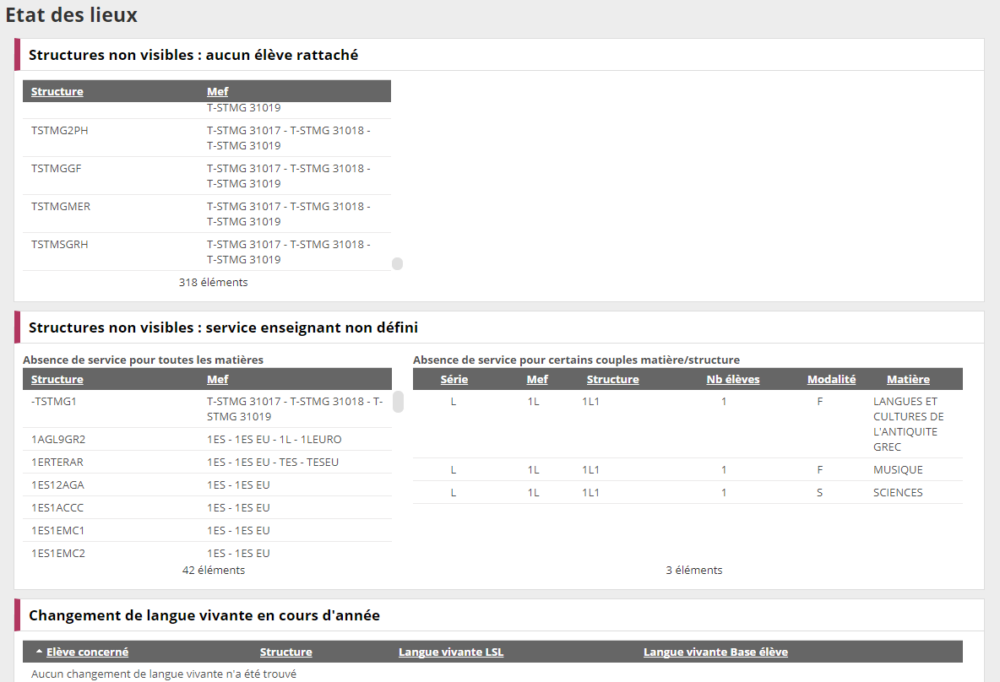 Etat des lieux
Structures non visibles : aucun élève rattaché
Structure Mef
T-STMG 31019
TSTMG2PH T-STMG 31017 - T-STMG 31018 -
T-STMG 31019
TSTMGGF T-STMG 31017 - T-STMG 31018 -
T-STMG 31019
TSTMGMER T-STMG 31017 - T-STMG 31018 -
T-STMG 31019
TSTMSGRH T-STMG 31017 - T-STMG 31018 -
T-STMG 31019
318 éléments
Structures non visibles : service enseignant non défini
Absence de service pour toutes les matières
Structure Mef
-TSTMG1 T-STMG 31017 - T-STMG 31018 - T-
STMG 31019
1AGL9GR2 1ES - 1ES EU - 1L - 1LEURO
1ERTERAR 1ES - 1ES EU - TES - TESEU
1ES12AGA 1ES - 1ES EU
1ES1ACCC 1ES - 1ES EU
1ES1EMC1 1ES - 1ES EU
1ES1EMC2 1ES - 1ES EU
42 éléments
Absence de service pour certains couples matière/structure
Série Mef Structure Nb élèves Modalité Matière
L 1L 1L1 1 F LANGUES ET
CULTURES DE
L'ANTIQUITE
GREC
L 1L 1L1 1 F MUSIQUE
L 1L 1L1 1 S SCIENCES
3 éléments
Changement de langue vivante en cours d'année
Elève concerné Structure Langue vivante LSL Langue vivante Base élève
Aucun changement de langue vivante n'a été trouvé